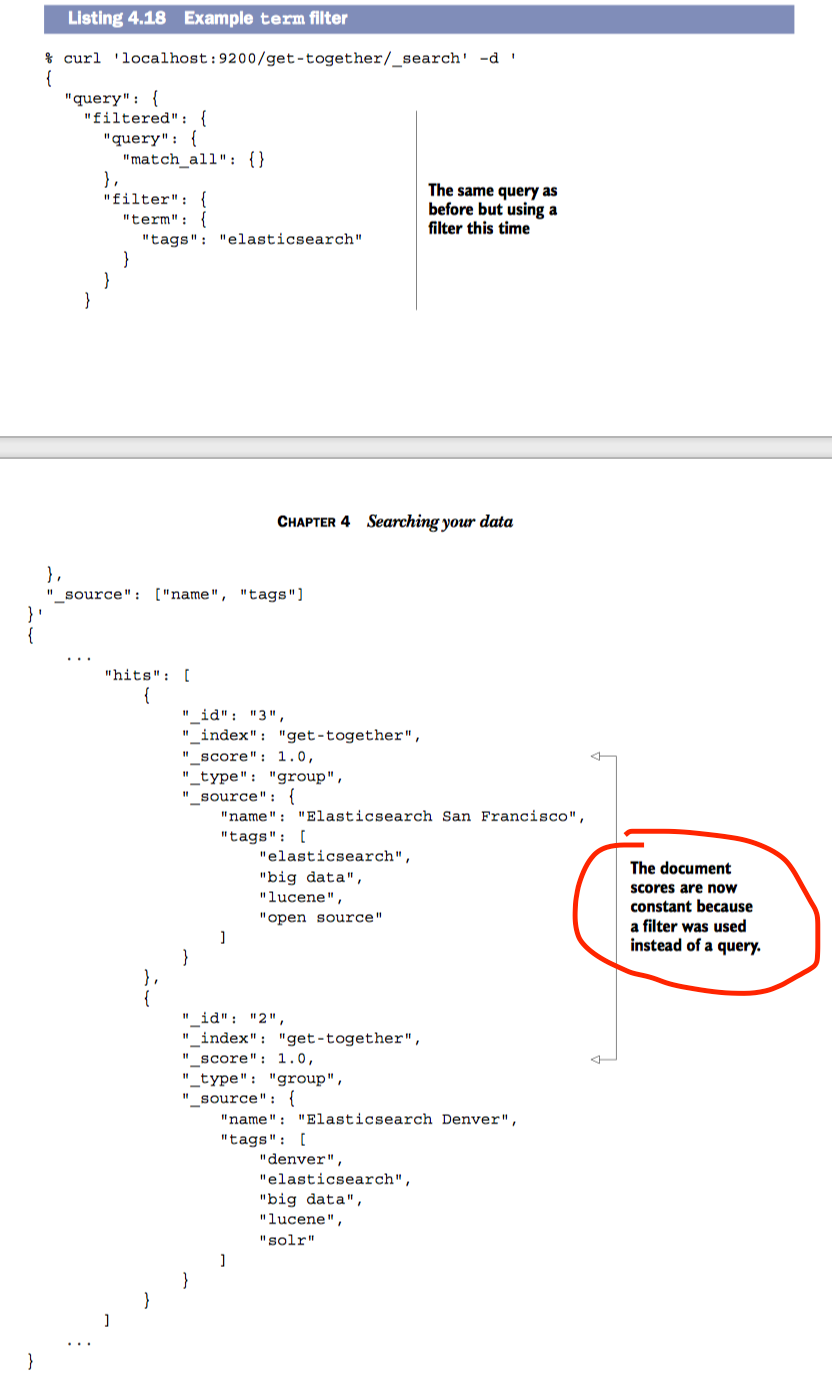 Listing 4.18 Example term filter
% curl 'localhost:9200/get-together/_search' -d '
{
"query": {
"filtered": {
"query": {
"match_all": {}
},
"filter": {
"term": {
"tags": "elasticsearch"
}
}
}
The same query as
before but using a
filter this time
CHAPTER 4 Searching your data
},
"_source": ["name", "tags"]
}'
{
...
"hits": [
{
"_id": "3",
"_index": "get-together",
"_score": 1.0,
"_type": "group",
"_source": {
"name": "Elasticsearch San Francisco",
"tags": [
"elasticsearch",
"big data",
"lucene",
"open source"
]
}
},
{
"_id": "2",
"_index": "get-together",
"_score": 1.0,
"_type": "group",
"_source": {
"name": "Elasticsearch Denver",
"tags": [
"denver",
"elasticsearch",
"big data",
"lucene",
"solr"
]
}
}
]
...
}
The document
scores are now
constant because
a filter was used
instead of a query.